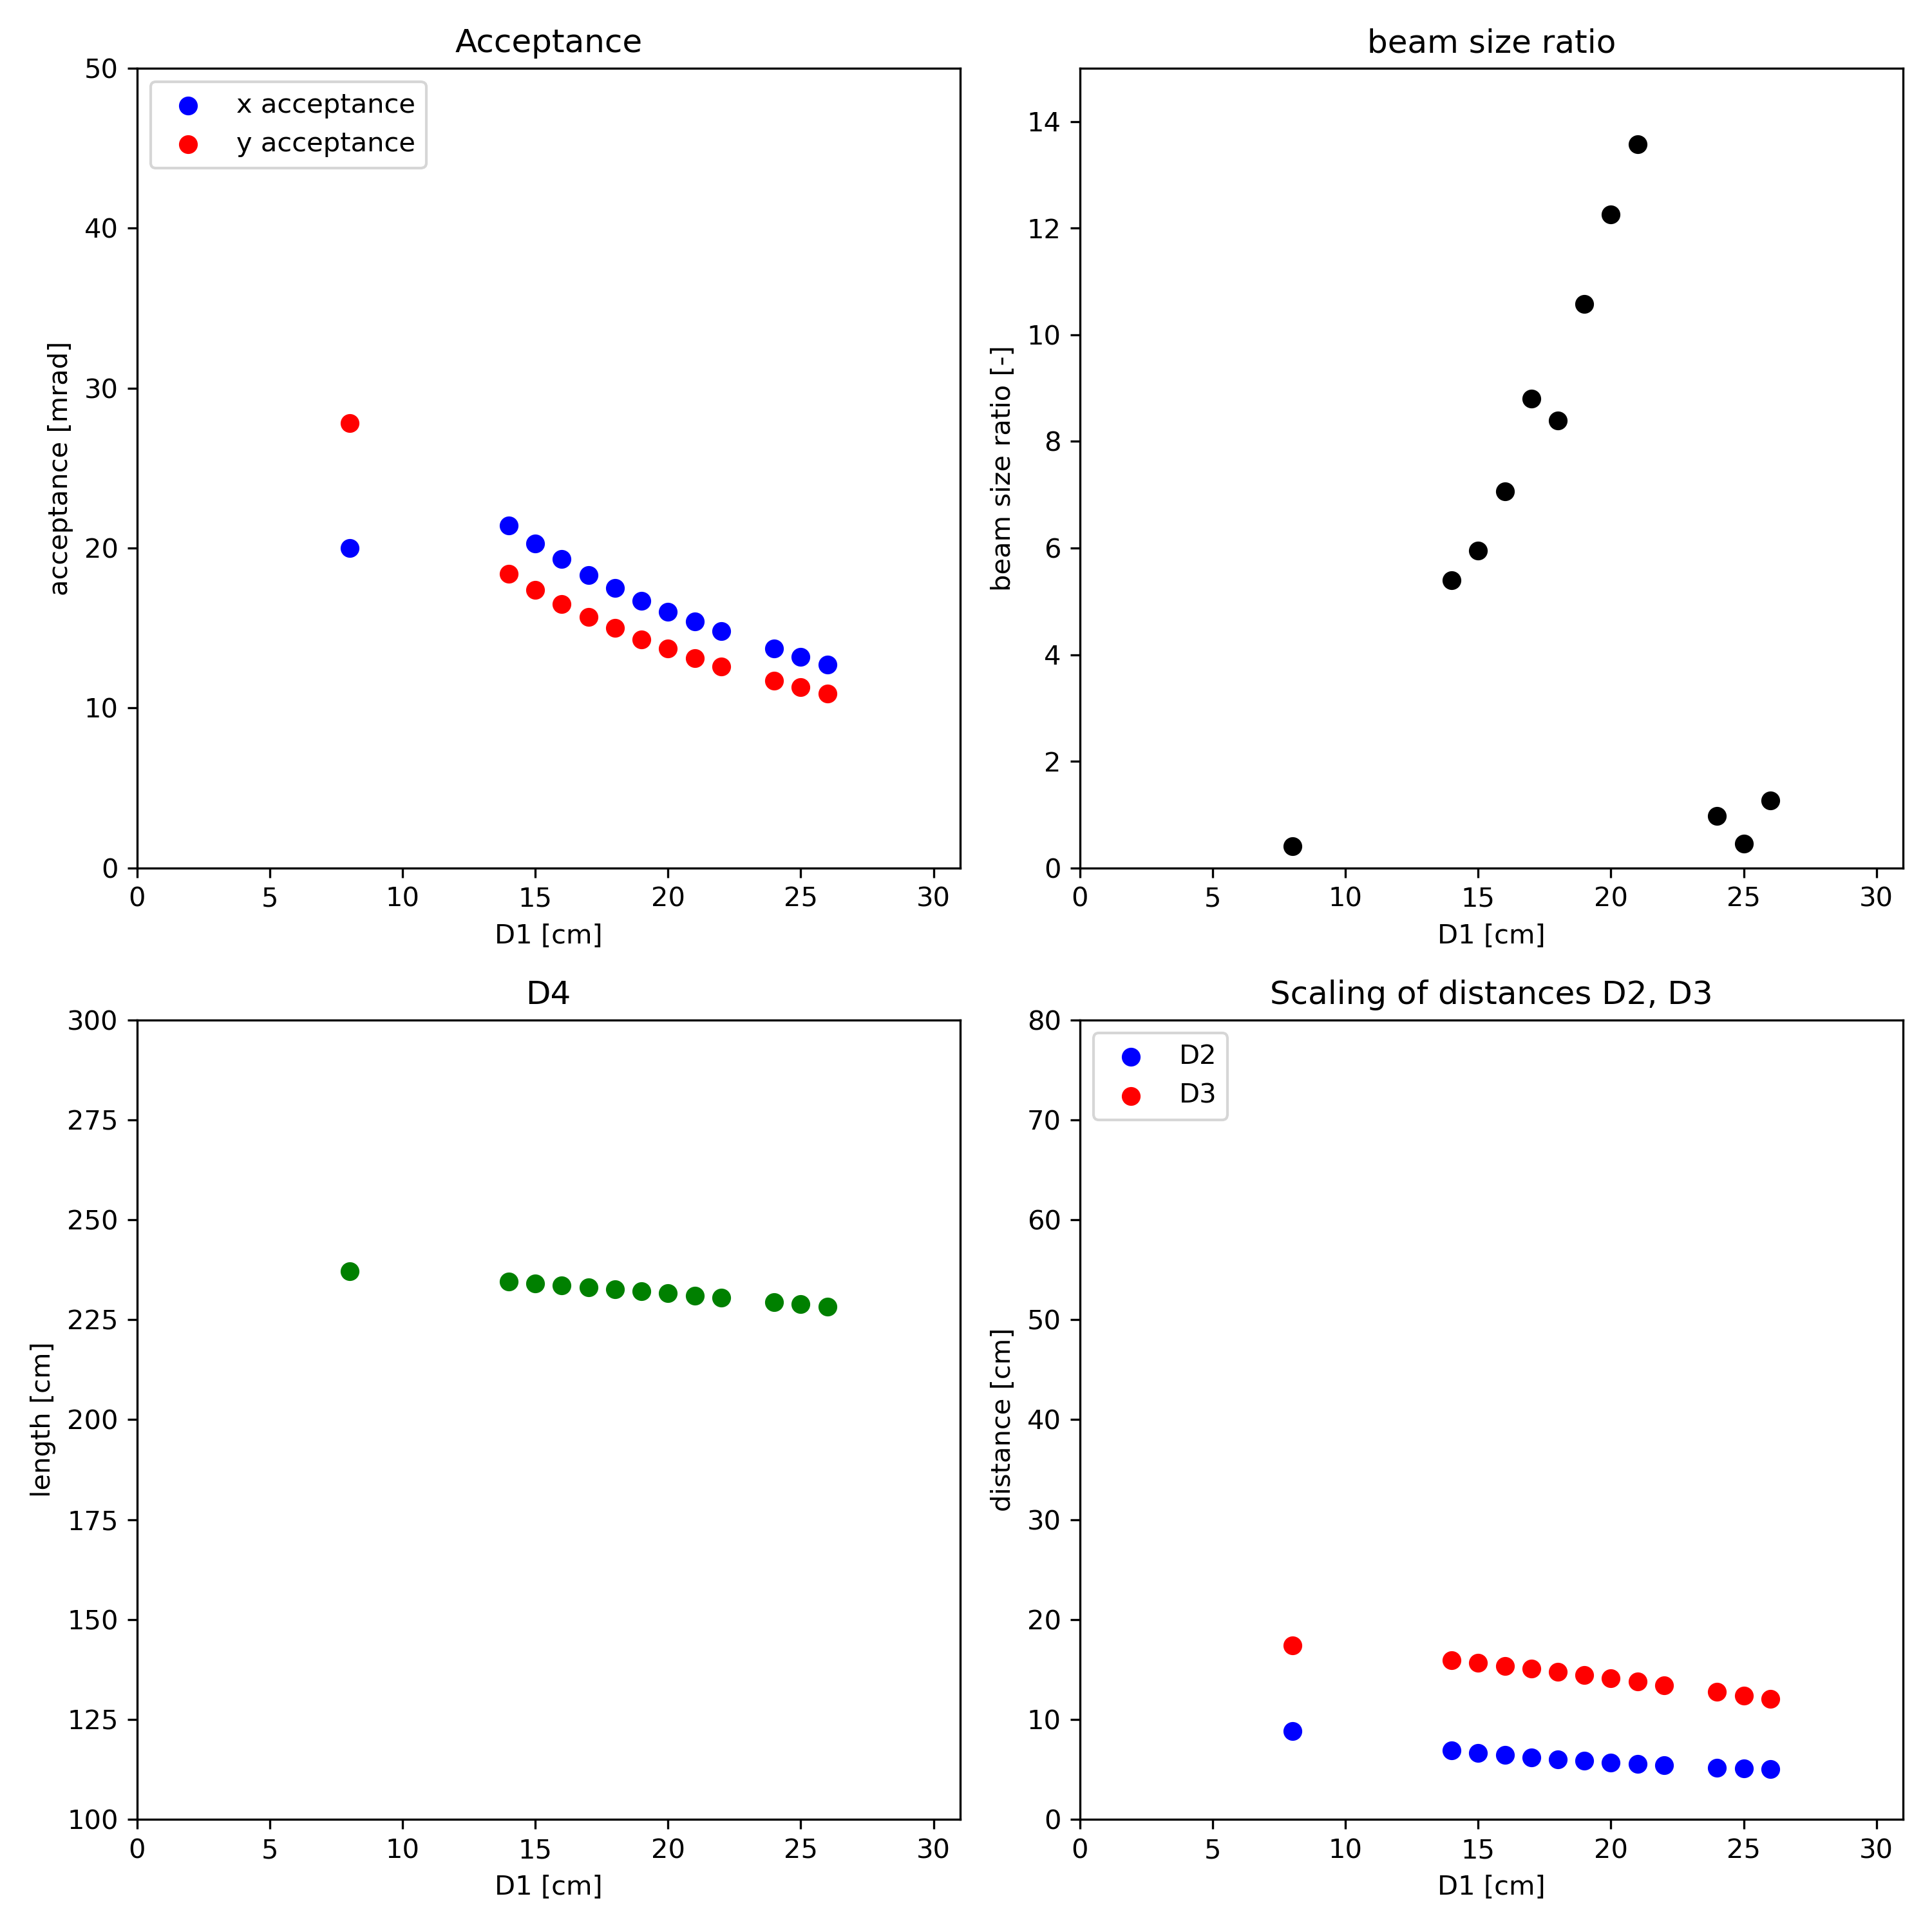 Acceptance
50
40
30
20
10
0
acceptance [mrad]
x acceptance
y acceptance
0 5 10 15 20 25 30
D1 [cm]
beam size ratio
14
12
10
8
6
4
2
0
beam size ratio [-]
0 5 10 15 20 25 30
D1 [cm]
D4
300
275
250
225
200
175
150
125
100
length [cm]
0 5 10 15 20 25 30
D1 [cm]
Scaling of distances D2, D3
80
70
60
50
40
30
20
10
0
distance [cm]
D2
D3
0 5 10 15 20 25 30
D1 [cm]